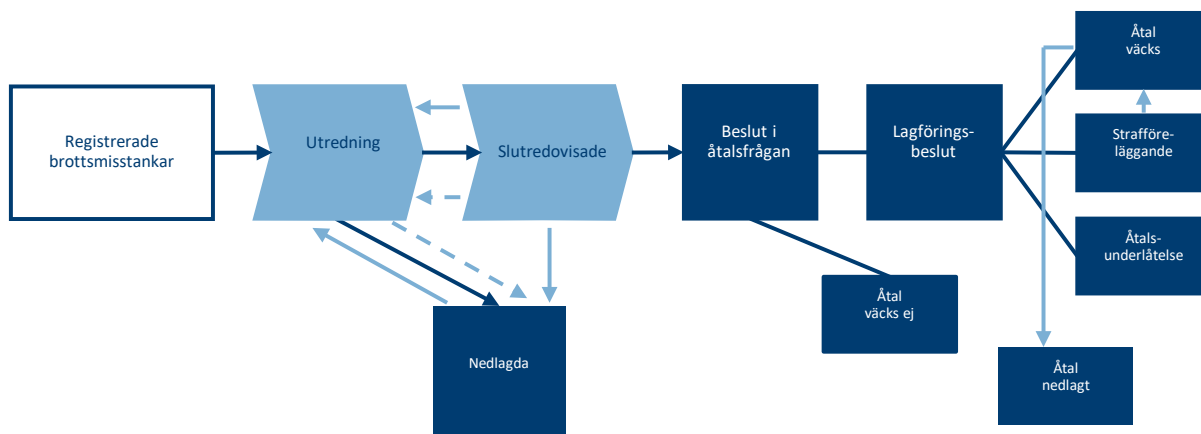 Registrerade
brottsmisstankar
Utredning
Slutredovisade
Nedlagda
Beslut i
åtalsfrågan
Åtal
väcks ej
Lagförings-
beslut
Åtal
väcks
Strafföre-
läggande
Åtals-
underlåtelse
Åtal
nedlagt